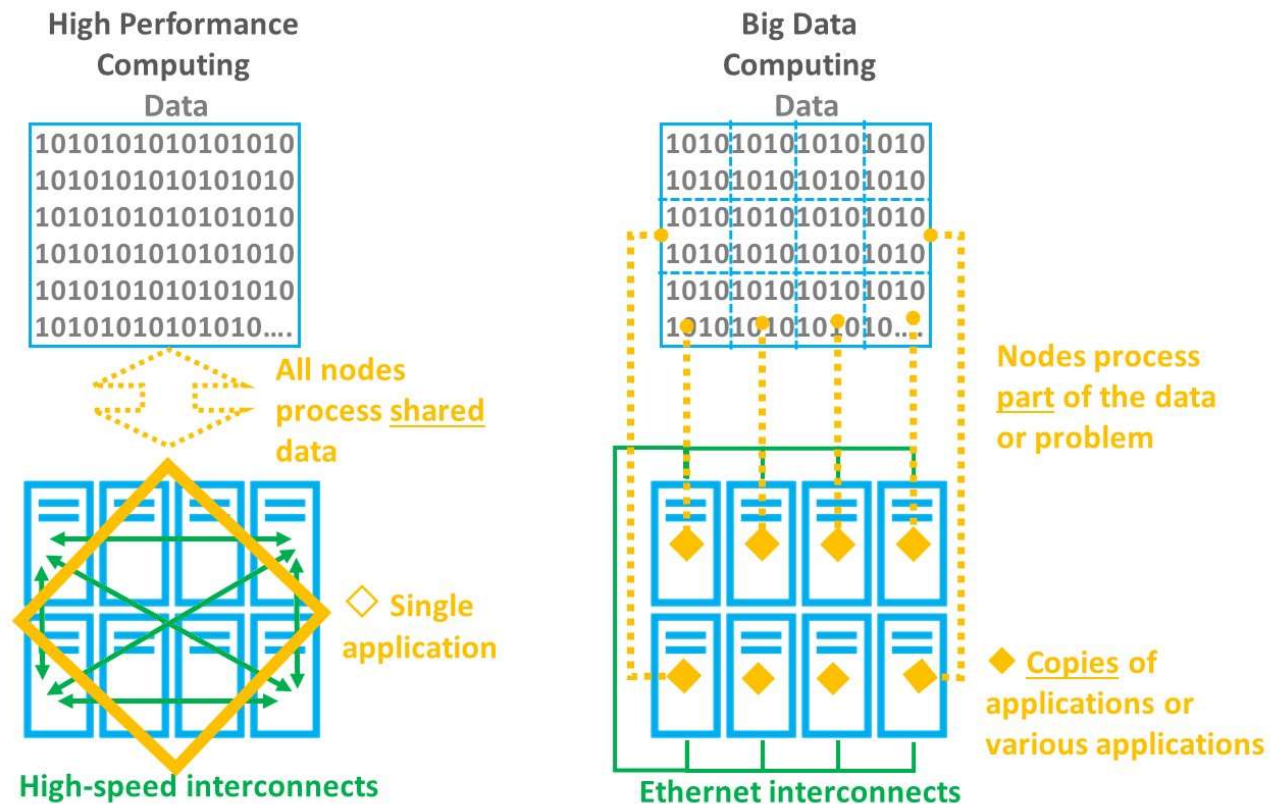 High Performance
Computing
Data
1010101010101010
1010101010101010
1010101010101010
1010101010101010
1010101010101010
10101010101010....
All nodes
process shared
data
Single
application
High-speed interconnects
Big Data
Computing
Data
1010101010101010
1010101010101010
1010101010101010
1010101010101010
1010101010101010
10101010101010....
Nodes process
part of the data
or problem
Copies of
applications or
various applications
Ethernet interconnects